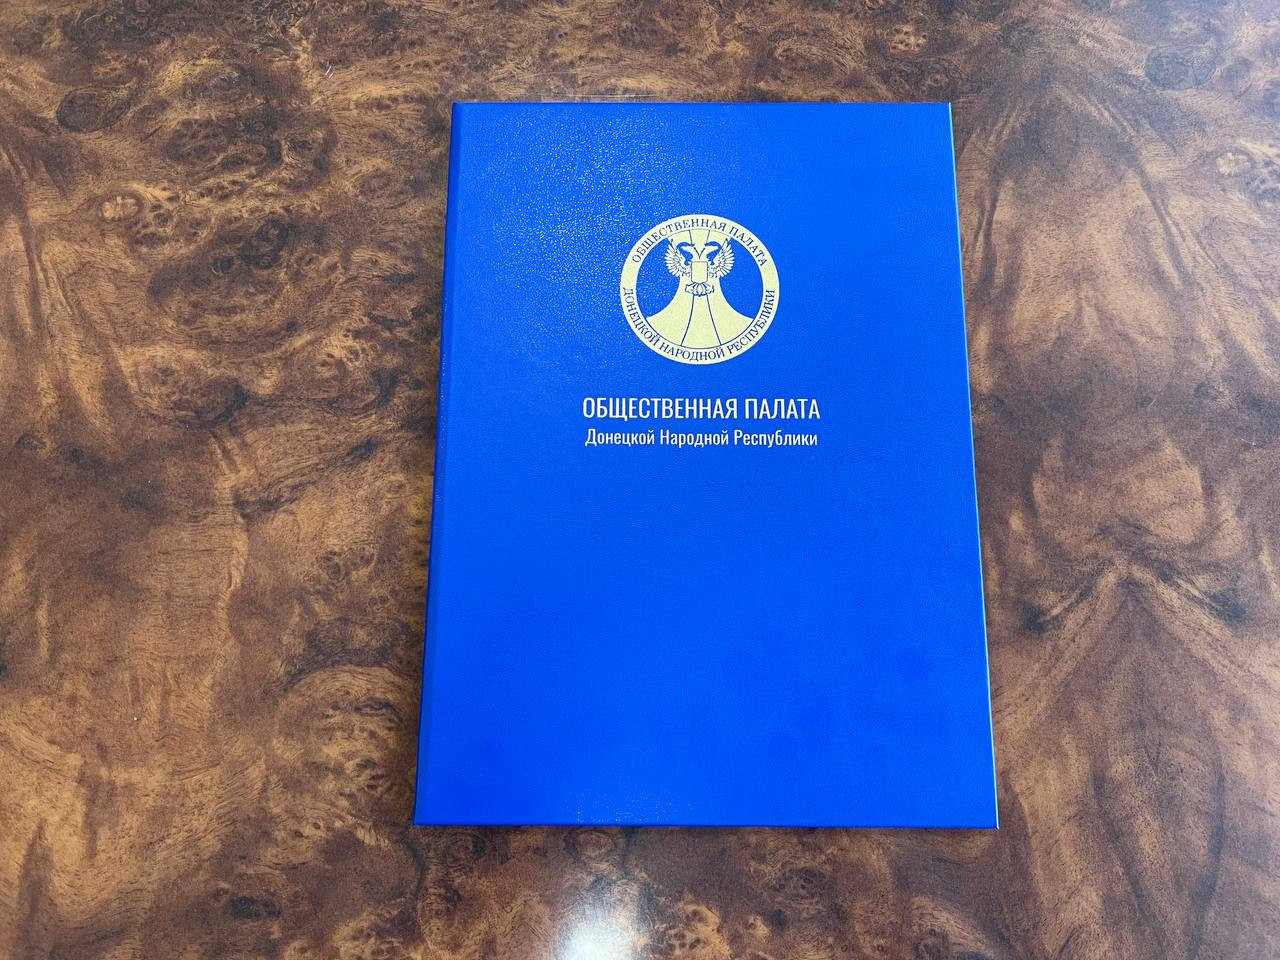 ОБЩЕСТВЕННАЯ ПАЛАТА
ДОНЕЦКОЙ НАРОДНОЙ РЕСПУБЛИКИ
ОБЩЕСТВЕННАЯ ПАЛАТА
Донецкой Народной Республики